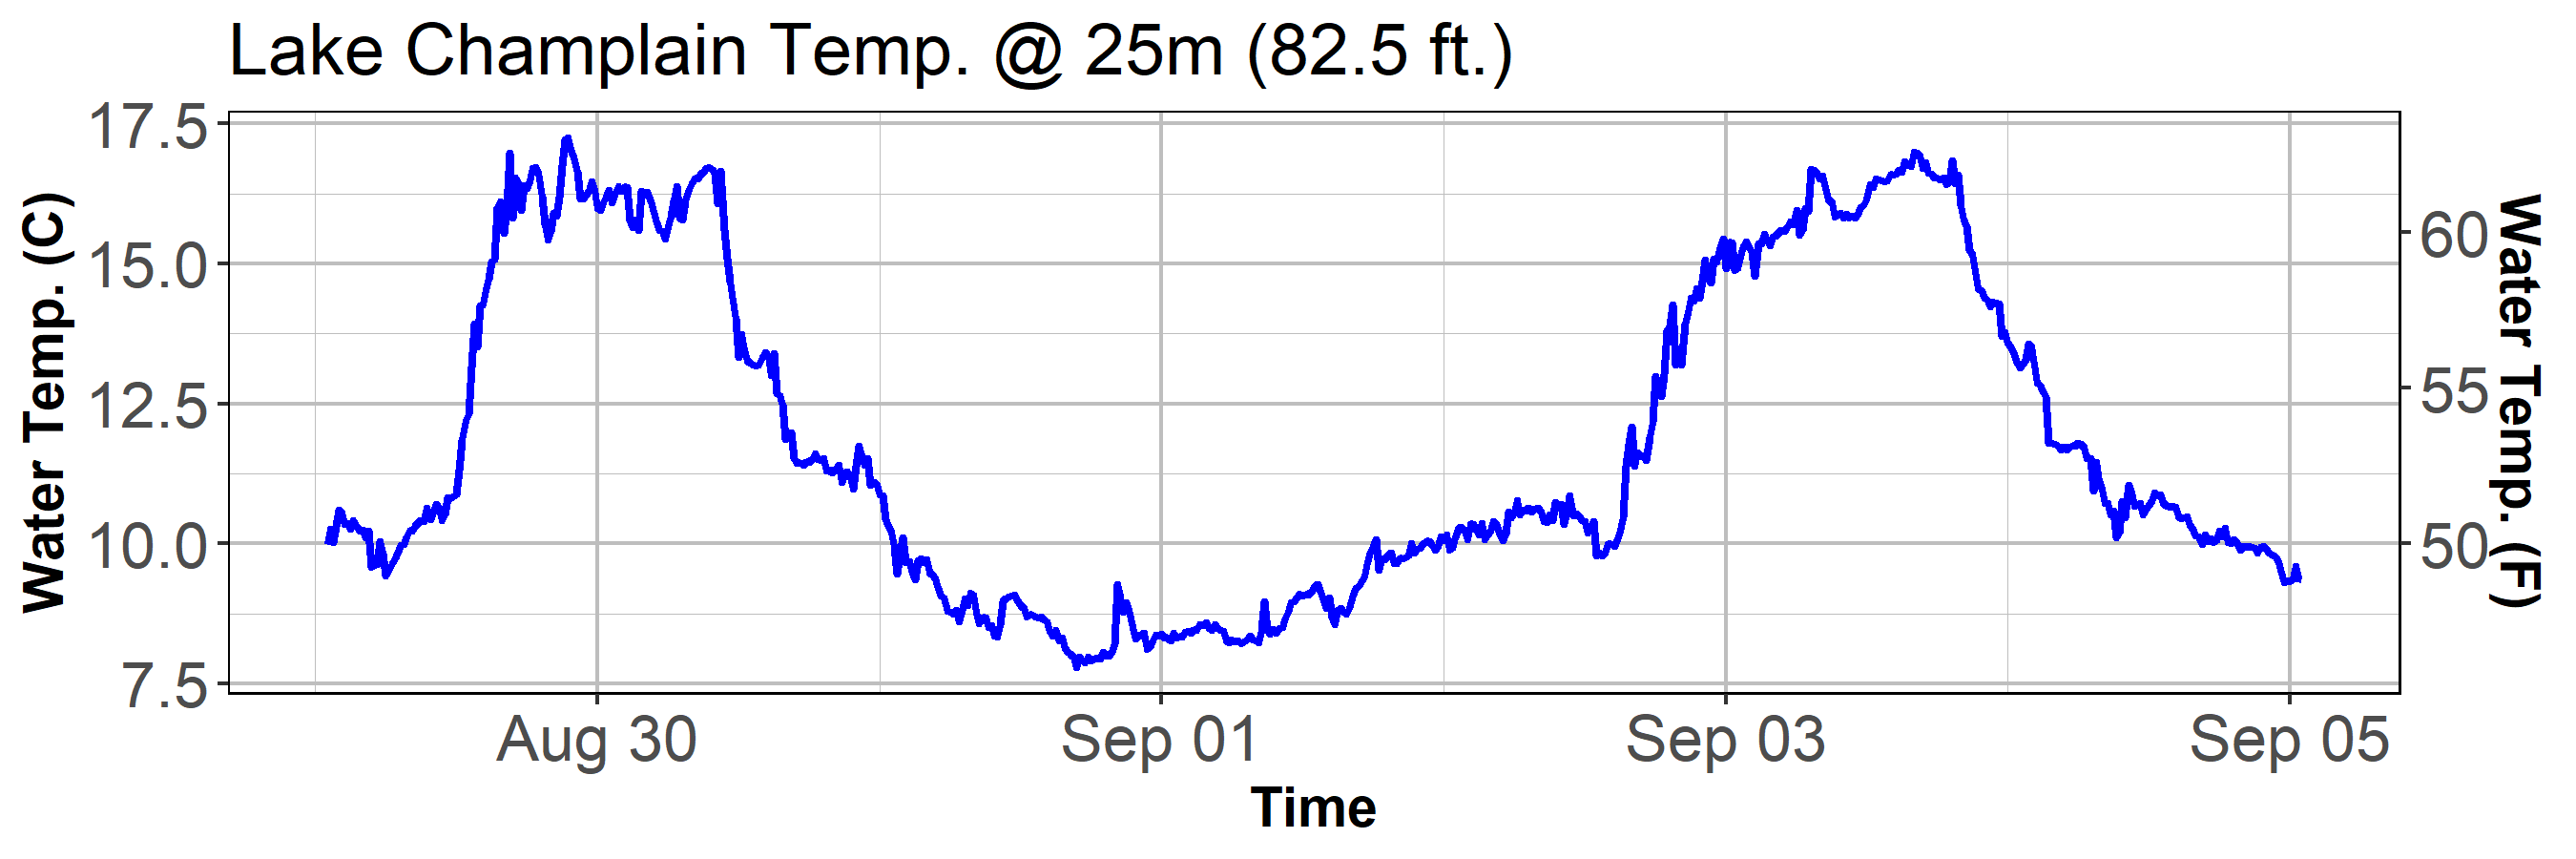 Lake Champlain Temp. @ 25m (82.5 ft.)
Water Temp. (C)
17.5
15.0
12.5
10.0
7.5
60
55
50
Water Temp. (F)
Aug 30
Sep 01
Sep 03
Sep 05
Time